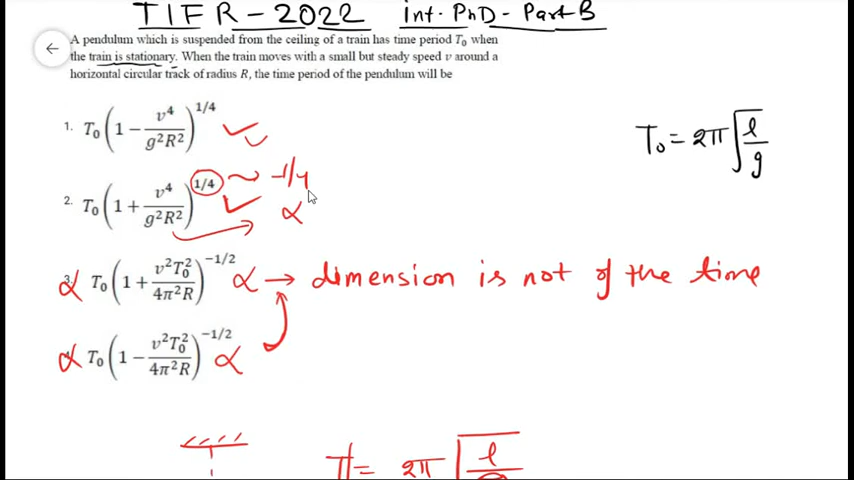 TIFR-2022 Int.PhD-Part B
A pendulum which is suspended from the ceiling of a train has time period T₀ when
the train is stationary. When the train moves with a small but steady speed v around a
horizontal circular track of radius R, the time period of the pendulum will be
1. T₀(1 − v⁴/g²R²)^1/4
T₀ = 2π√(l/g)
2. T₀(1 + v⁴/g²R²)^1/4 ~ -1/4
α
α 3. T₀(1 + v²T₀²/4π²R)^−1/2 α → dimension is not of the time
α T₀(1 − v²T₀²/4π²R)^−1/2 α
T = 2π√l